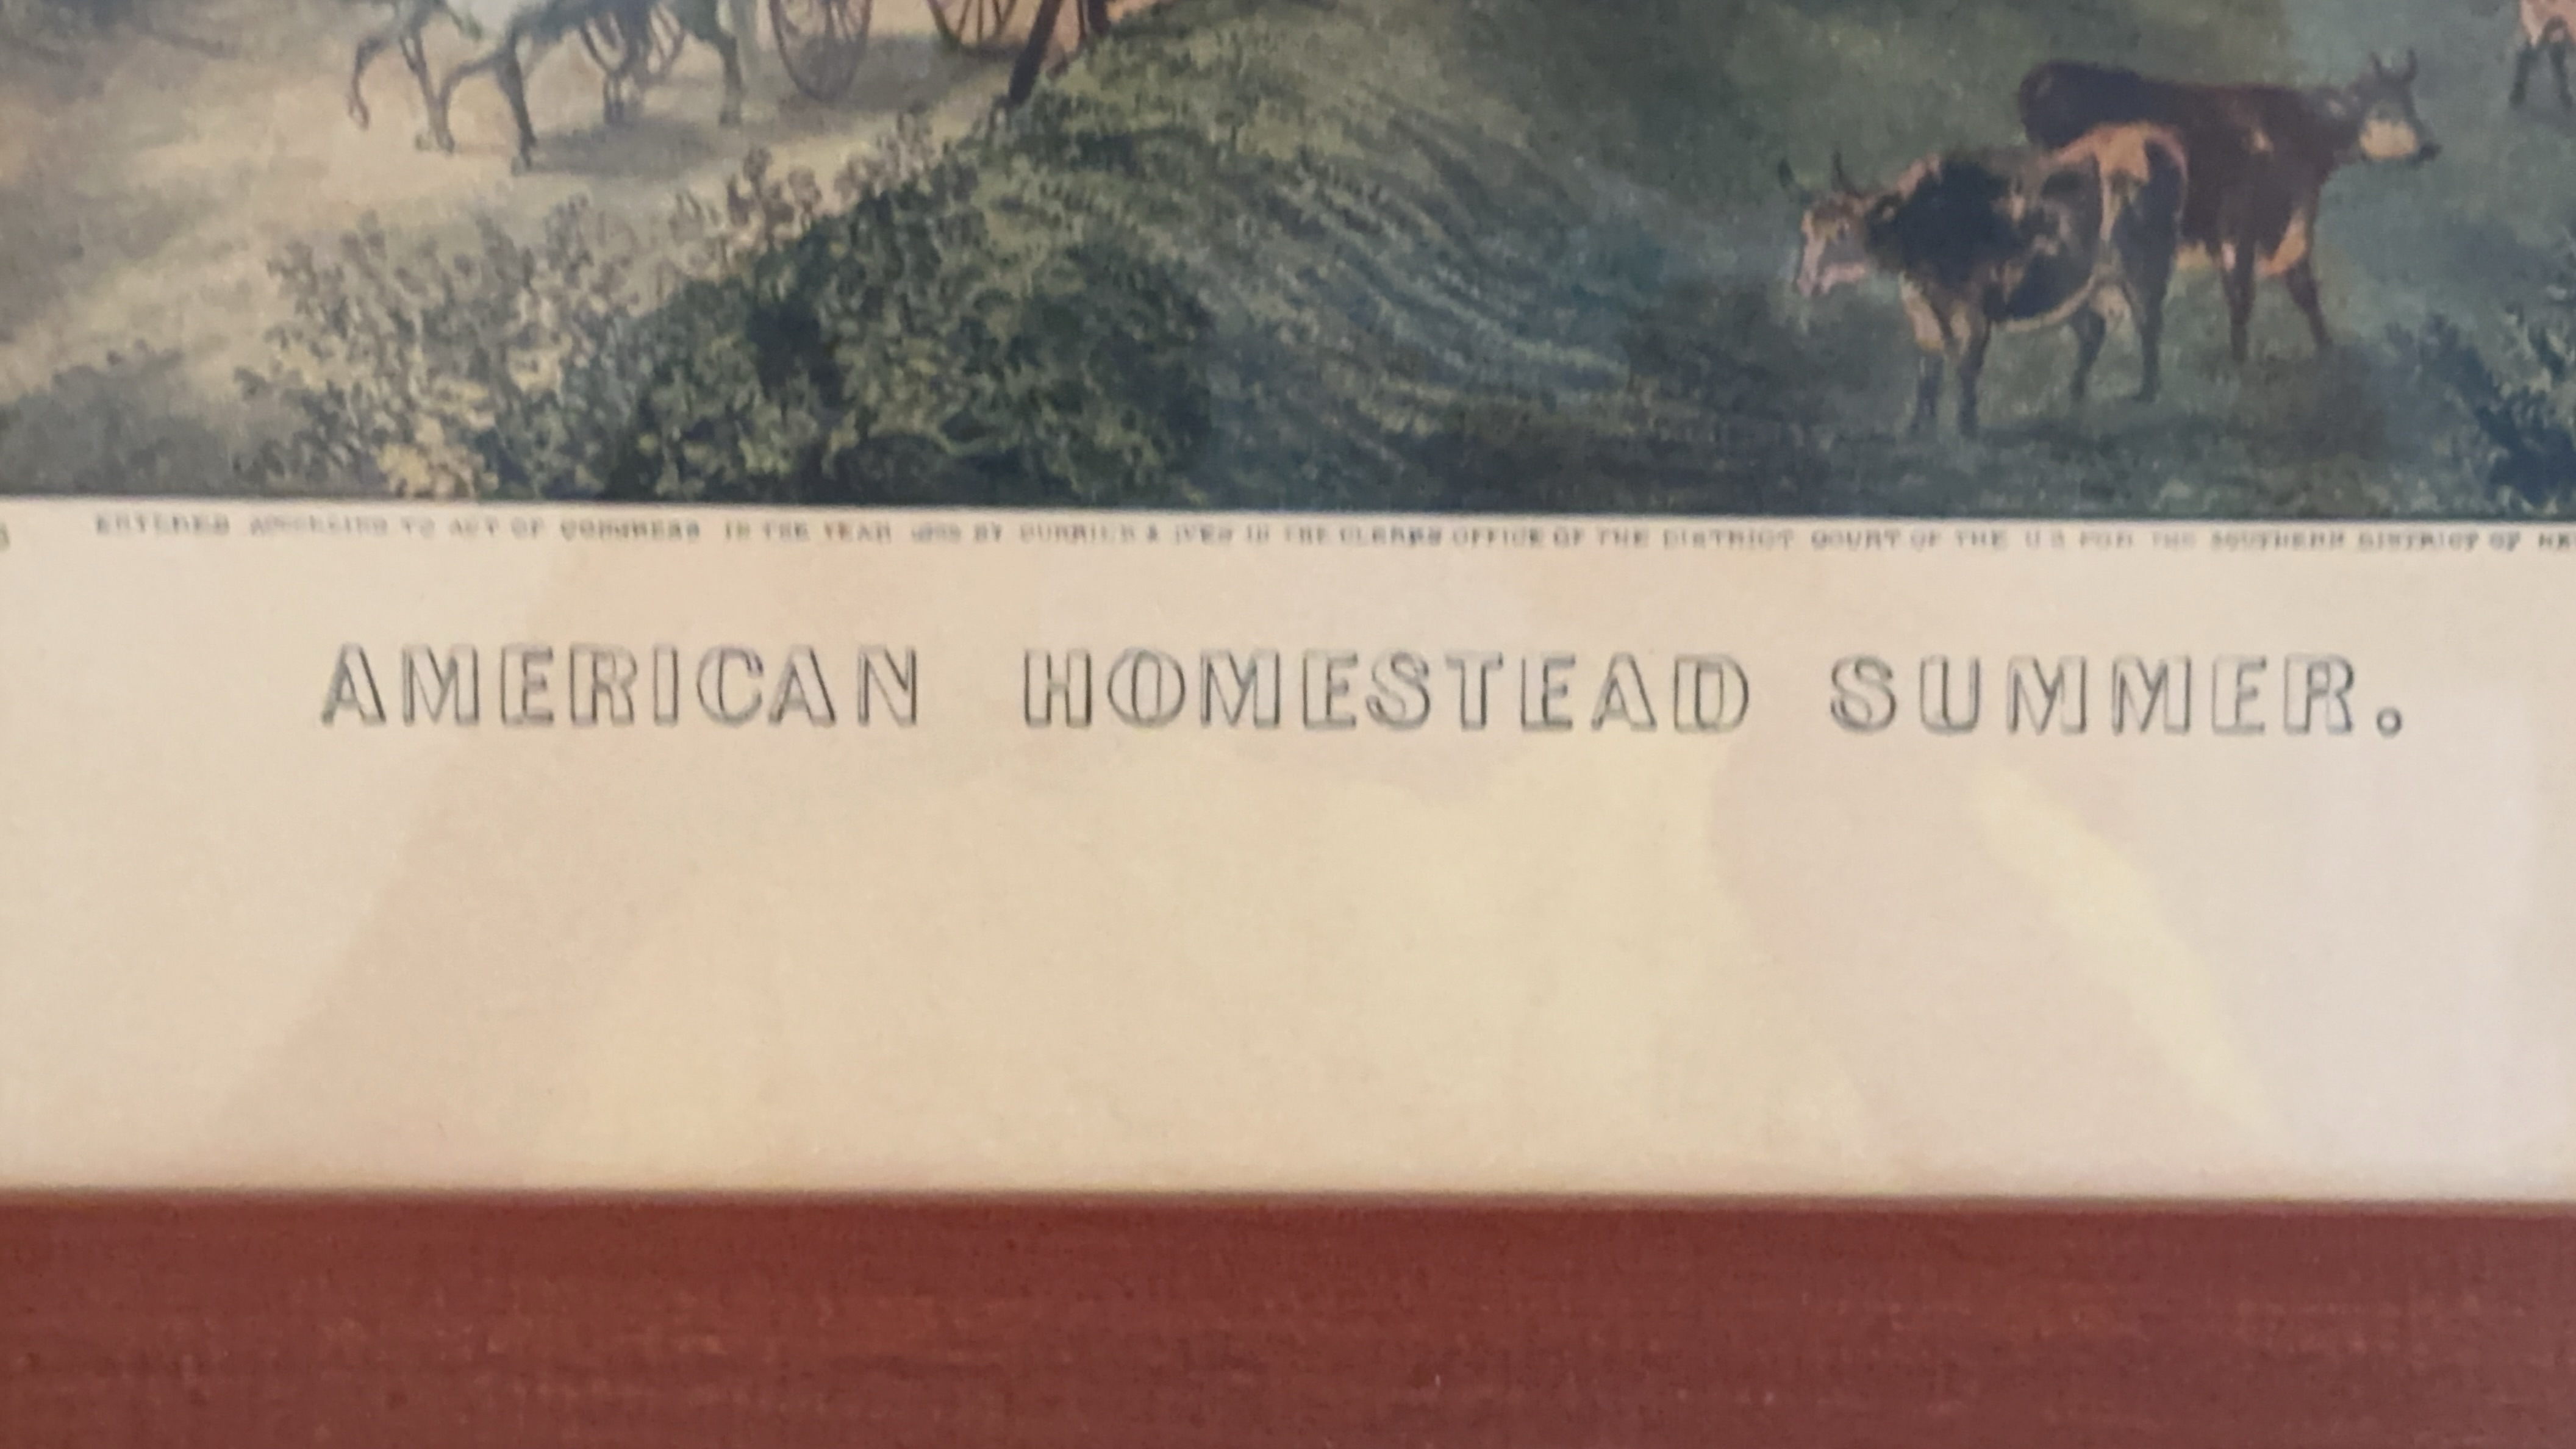 ENTERED ACCORDING TO ACT OF CONGRESS IN THE YEAR BY CURRIER & IVES IN THE CLERKS OFFICE OF THE DISTRICT COURT OF THE U S FOR THE SOUTHERN DISTRICT OF
AMERICAN HOMESTEAD SUMMER.